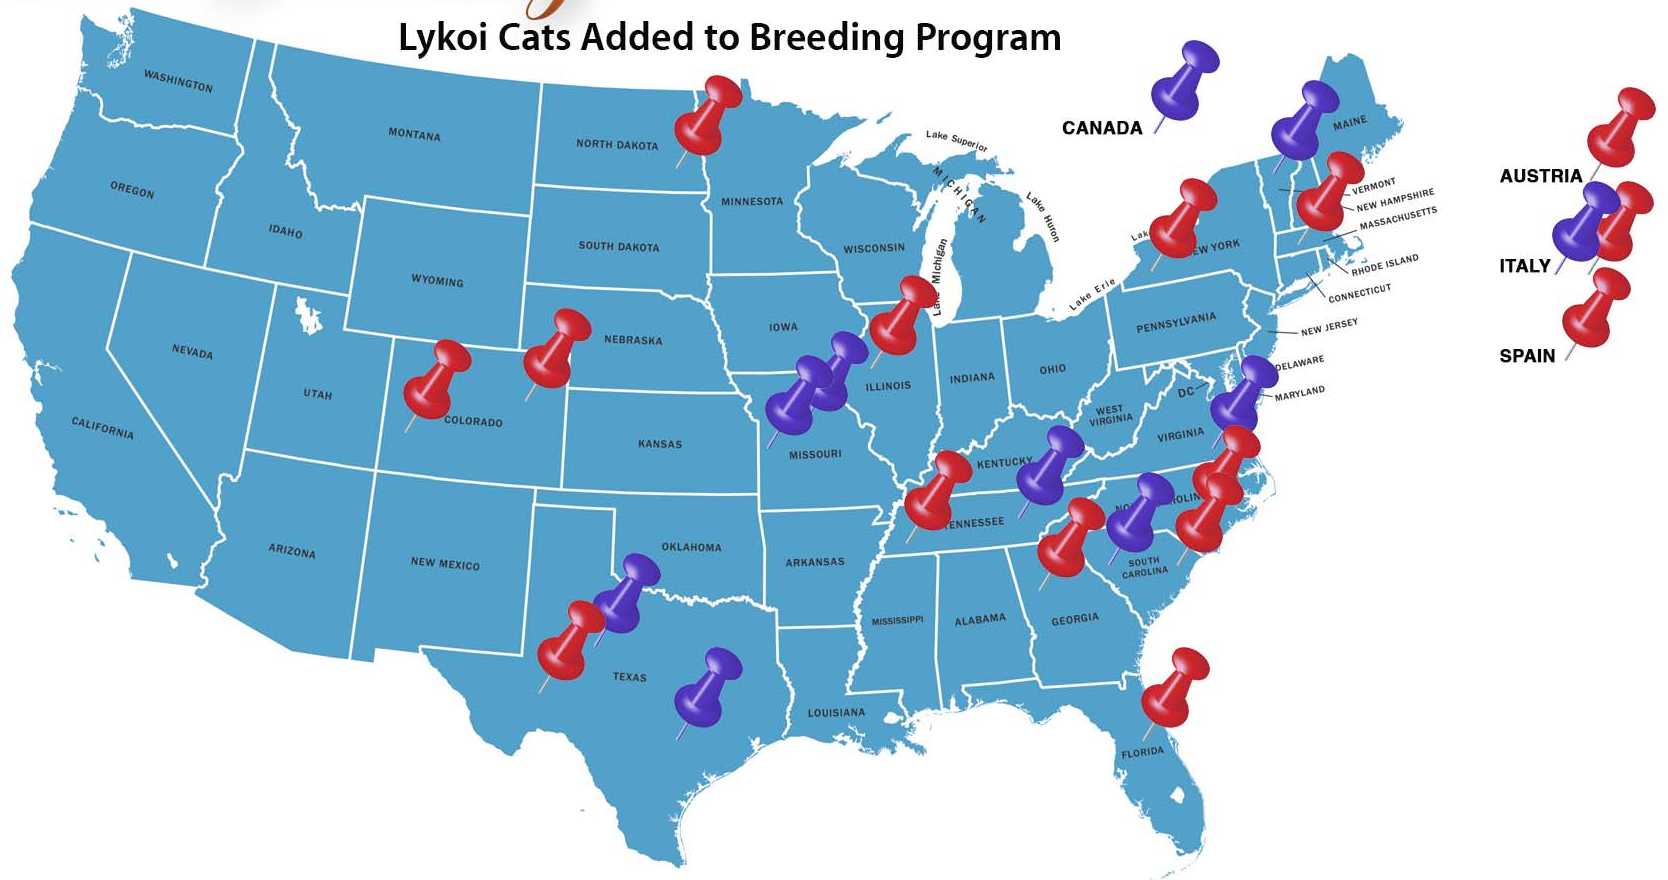 Lykoi Cats Added to Breeding Program
WASHINGTON
MONTANA
NORTH DAKOTA
MINNESOTA
Lake Superior
MICHIGAN
CANADA
MAINE
AUSTRIA
OREGON
IDAHO
WYOMING
SOUTH DAKOTA
WISCONSIN
Lake Michigan
Lake Huron
VERMONT
NEW HAMPSHIRE
MASSACHUSETTS
RHODE ISLAND
CONNECTICUT
ITALY
EW YORK
Lake Erie
NEW JERSEY
PENNSYLVANIA
SPAIN
NEVADA
UTAH
COLORADO
NEBRASKA
IOWA
ILLINOIS
INDIANA
OHIO
DELAWARE
MARYLAND
DC
WEST
VIRGINIA
VIRGINIA
CALIFORNIA
KANSAS
MISSOURI
KENTUCKY
ARIZONA
NEW MEXICO
OKLAHOMA
ARKANSAS
ENNESSEE
SOUTH
CAROLINA
MISSISSIPPI
ALABAMA
GEORGIA
TEXAS
LOUISIANA
FLORIDA